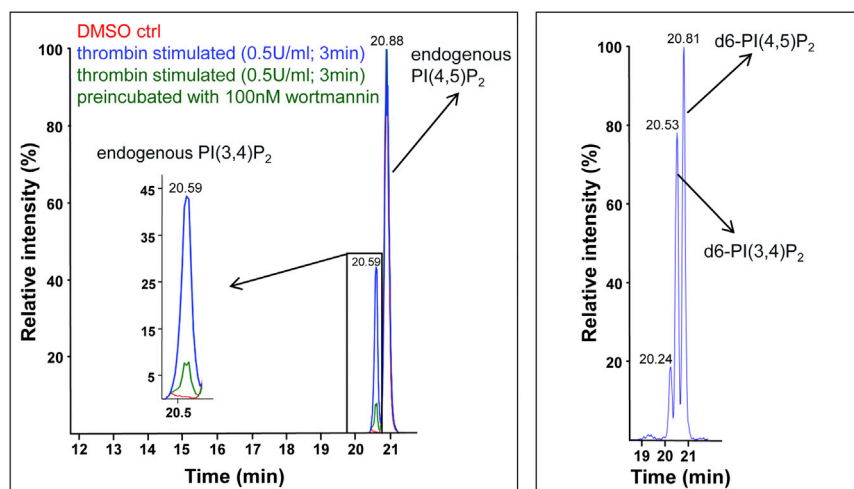 DMSO ctrl
thrombin stimulated (0.5U/ml; 3min)
thrombin stimulated (0.5U/ml; 3min)
preincubated with 100nM wortmannin
20.88
endogenous
PI(4,5)P₂
endogenous PI(3,4)P₂
20.59
45
35
25
15
5
20.5
20.59
100
80
60
40
20
Relative intensity (%)
12 13 14 15 16 17 18 19 20 21
Time (min)
d6-PI(4,5)P₂
20.81
20.53
d6-PI(3,4)P₂
20.24
100
80
60
40
20
Relative intensity (%)
19 20 21
Time (min)